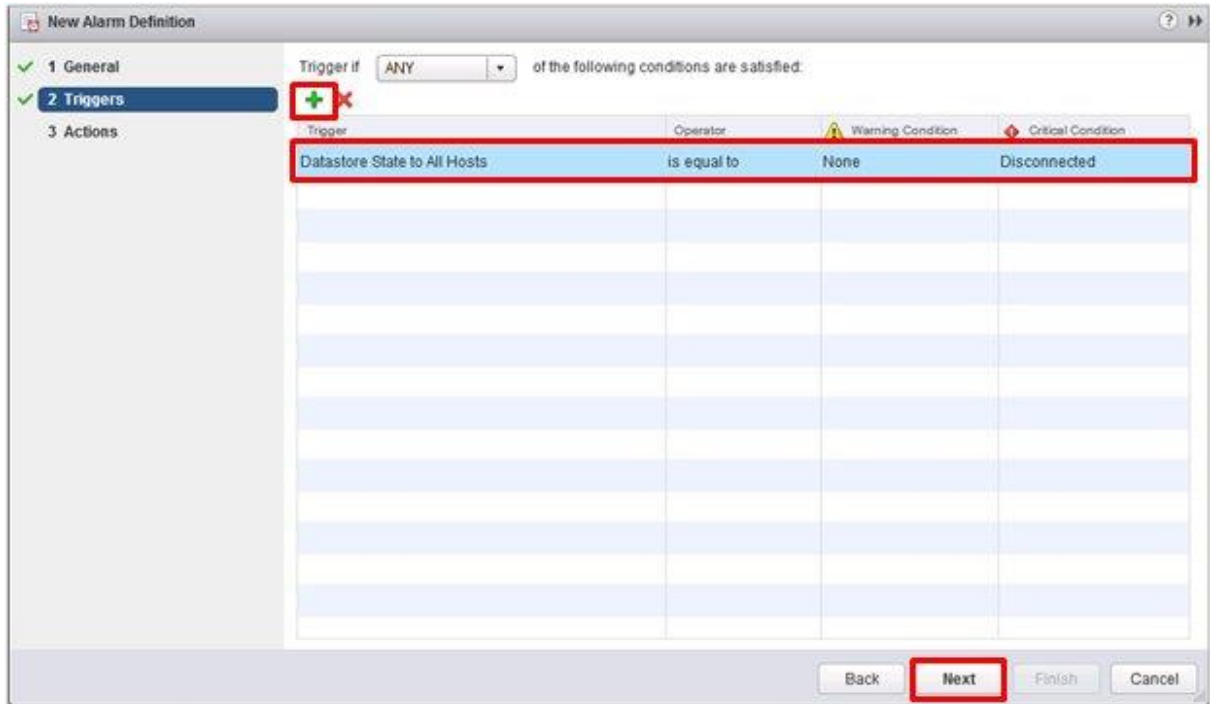 New Alarm Definition
1 General
2 Triggers
3 Actions
Trigger if ANY of the following conditions are satisfied:
Trigger Operator Warning Condition Critical Condition
Datastore State to All Hosts is equal to None Disconnected
Back Next Finish Cancel